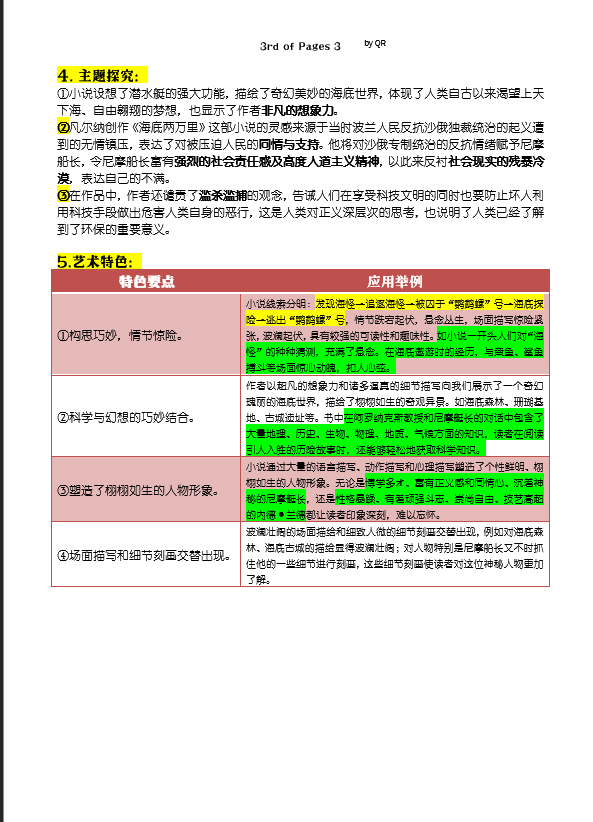 3rd of Pages 3
by QR
4. 主题探究：
①小说设想了潜水艇的强大功能，描绘了奇幻美妙的海底世界，体现了人类自古以来渴望上天
下海、自由翱翔的梦想，也显示了作者非凡的想象力。
②凡尔纳创作《海底两万里》这部小说的灵感来源于当时波兰人民反抗沙俄独裁统治的起义遭
到的无情镇压，表达了对被压迫人民的同情与支持。他将对沙俄专制统治的反抗情绪赋予尼摩
船长，令尼摩船长富有强烈的社会责任感及高度人道主义精神，以此来反衬社会现实的残暴冷
漠，表达自己的不满。
③在作品中，作者还谴责了滥杀滥捕的观念，告诫人们在享受科技文明的同时也要防止坏人利
用科技手段做出危害人类自身的恶行，这是人类对正义深层次的思考，也说明了人类已经了解
到了环保的重要意义。
5.艺术特色：
特色要点
应用举例
①构思巧妙，情节惊险。
小说线索分明：发现海怪→追逐海怪→被囚于“鹦鹉螺”号→海底探
险→逃出“鹦鹉螺”号，情节跌宕起伏，悬念丛生，场面描写惊险紧
张，波澜起伏，具有较强的可读性和趣味性。如小说一开头人们对“海
怪”的种种猜测，充满了悬念。在海底遨游时的经历，与章鱼、鲨鱼
搏斗等场面惊心动魄，扣人心弦。
②科学与幻想的巧妙结合。
作者以超凡的想象力和诸多逼真的细节描写向我们展示了一个奇幻
瑰丽的海底世界，描绘了栩栩如生的奇观异景。如海底森林、珊瑚墓
地、古城遗址等。书中在阿罗纳克斯教授和尼摩船长的对话中包含了
大量地理、历史、生物、物理、地质、气候方面的知识，读者在阅读
引人入胜的历险故事时，还能够轻松地获取科学知识。
③塑造了栩栩如生的人物形象。
小说通过大量的语言描写、动作描写和心理描写塑造了个性鲜明、栩
栩如生的人物形象。无论是博学多才、富有正义感和同情心、沉着神
秘的尼摩艇长，还是性格暴躁、有着顽强斗志、崇尚自由、技艺高超
的内德•兰德都让读者印象深刻，难以忘怀。
④场面描写和细节刻画交替出现。
波澜壮阔的场面描绘和细致人微的细节刻画交替出现，例如对海底森
林、海底古城的描绘显得波澜壮阔；对人物特别是尼摩船长又不时抓
住他的一些细节进行刻画，这些细节刻画使读者对这位神秘人物更加
了解。